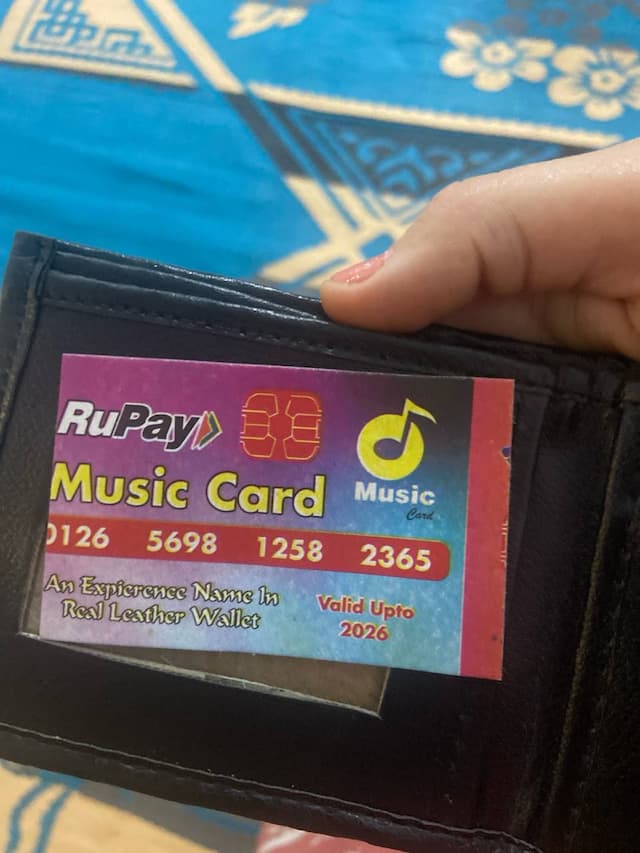 RuPay
Music Card
Music
Card
0126 5698 1258 2365
An Expierence Name In
Real Leather Wallet
Valid Upto
2026